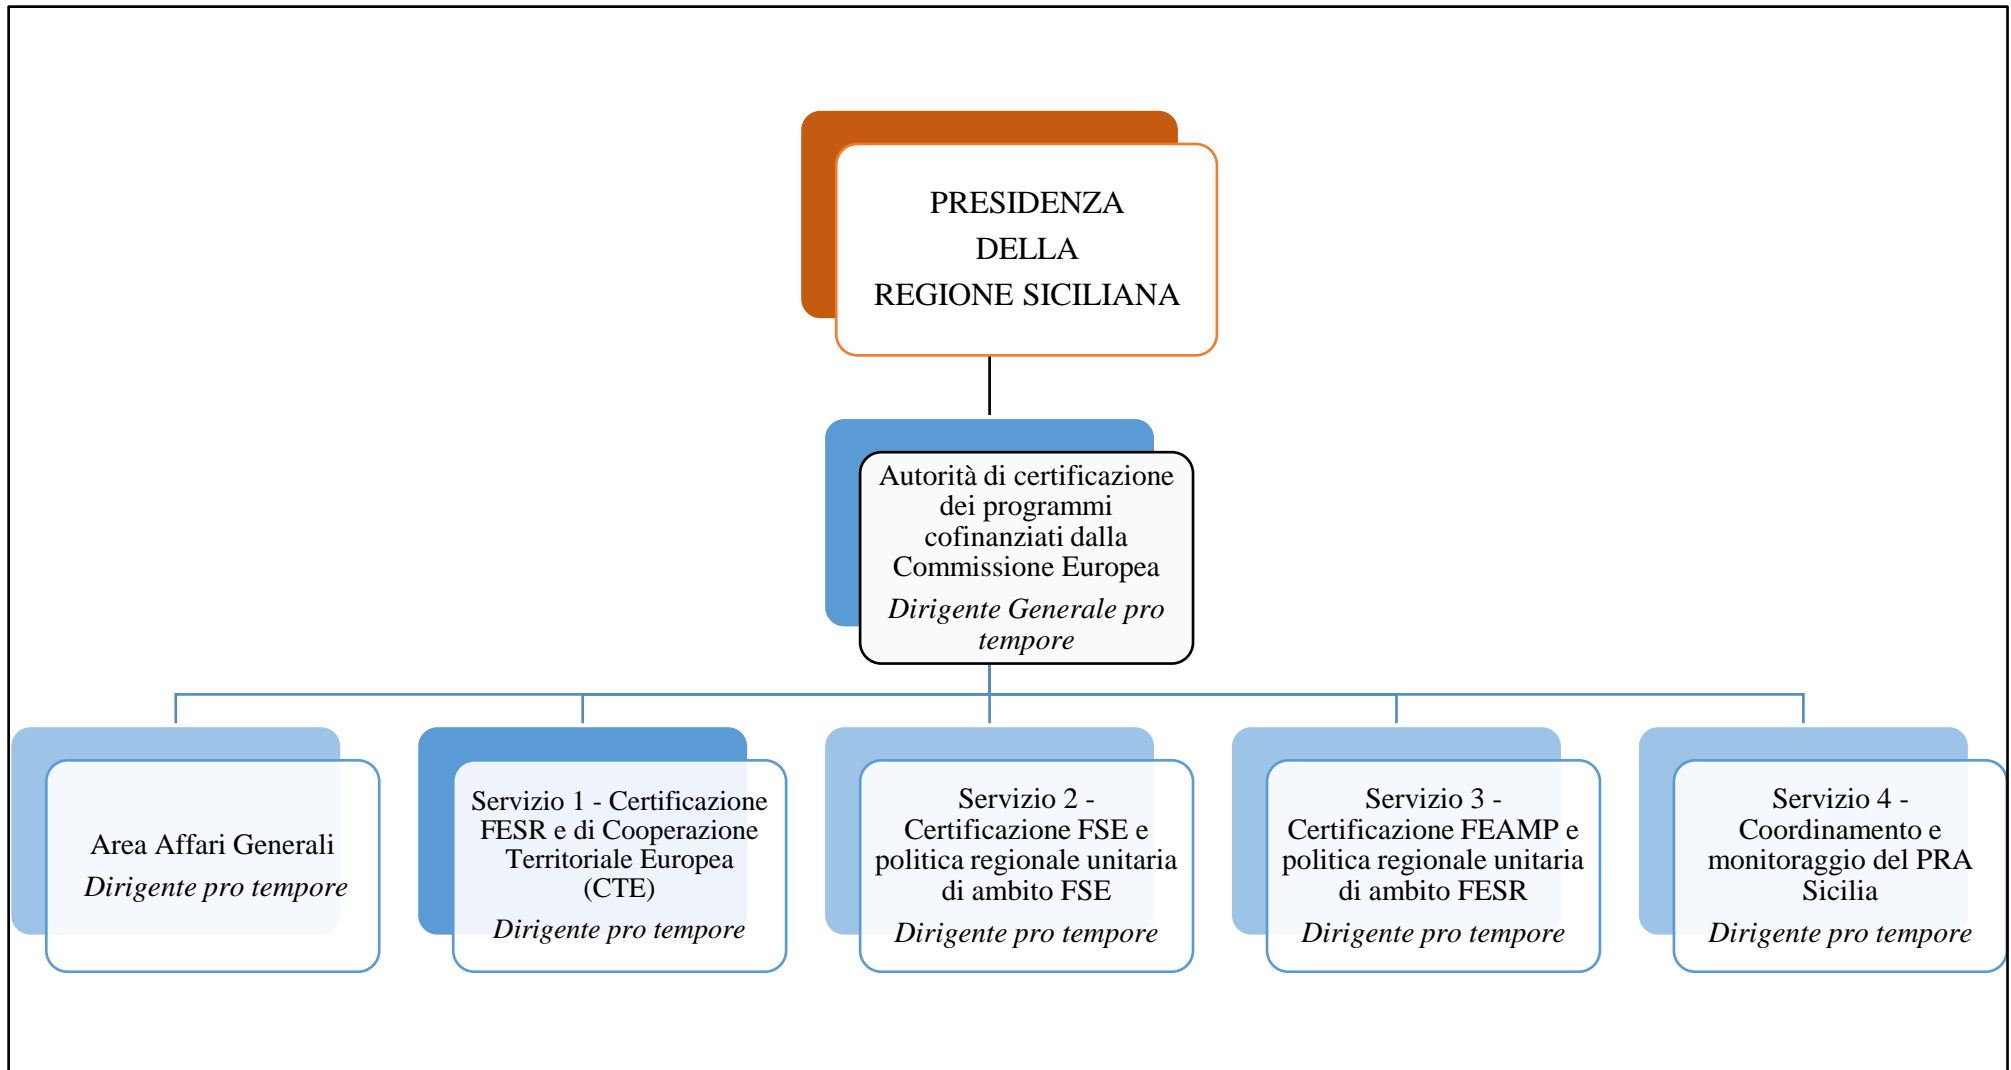 PRESIDENZA
DELLA
REGIONE SICILIANA
Autorità di certificazione
dei programmi
cofinanziati dalla
Commissione Europea
Dirigente Generale pro
tempore
Area Affari Generali
Dirigente pro tempore
Servizio 1 - Certificazione
FESR e di Cooperazione
Territoriale Europea
(CTE)
Dirigente pro tempore
Servizio 2 -
Certificazione FSE e
politica regionale unitaria
di ambito FSE
Dirigente pro tempore
Servizio 3 -
Certificazione FEAMP e
politica regionale unitaria
di ambito FESR
Dirigente pro tempore
Servizio 4 -
Coordinamento e
monitoraggio del PRA
Sicilia
Dirigente pro tempore